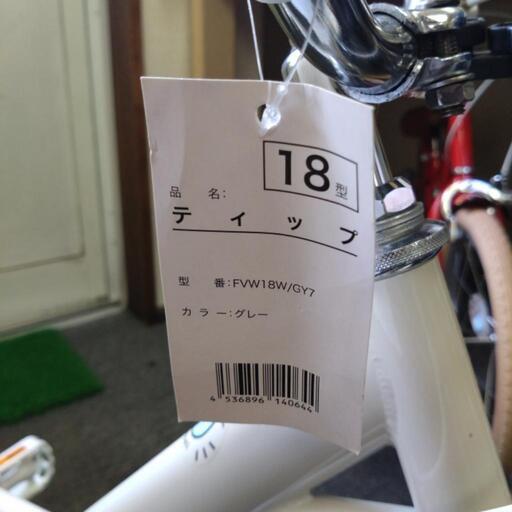 18型
品 名:
ティップ
型 番:FVW18W/GY7
カラー:グレー
4 536896 140644